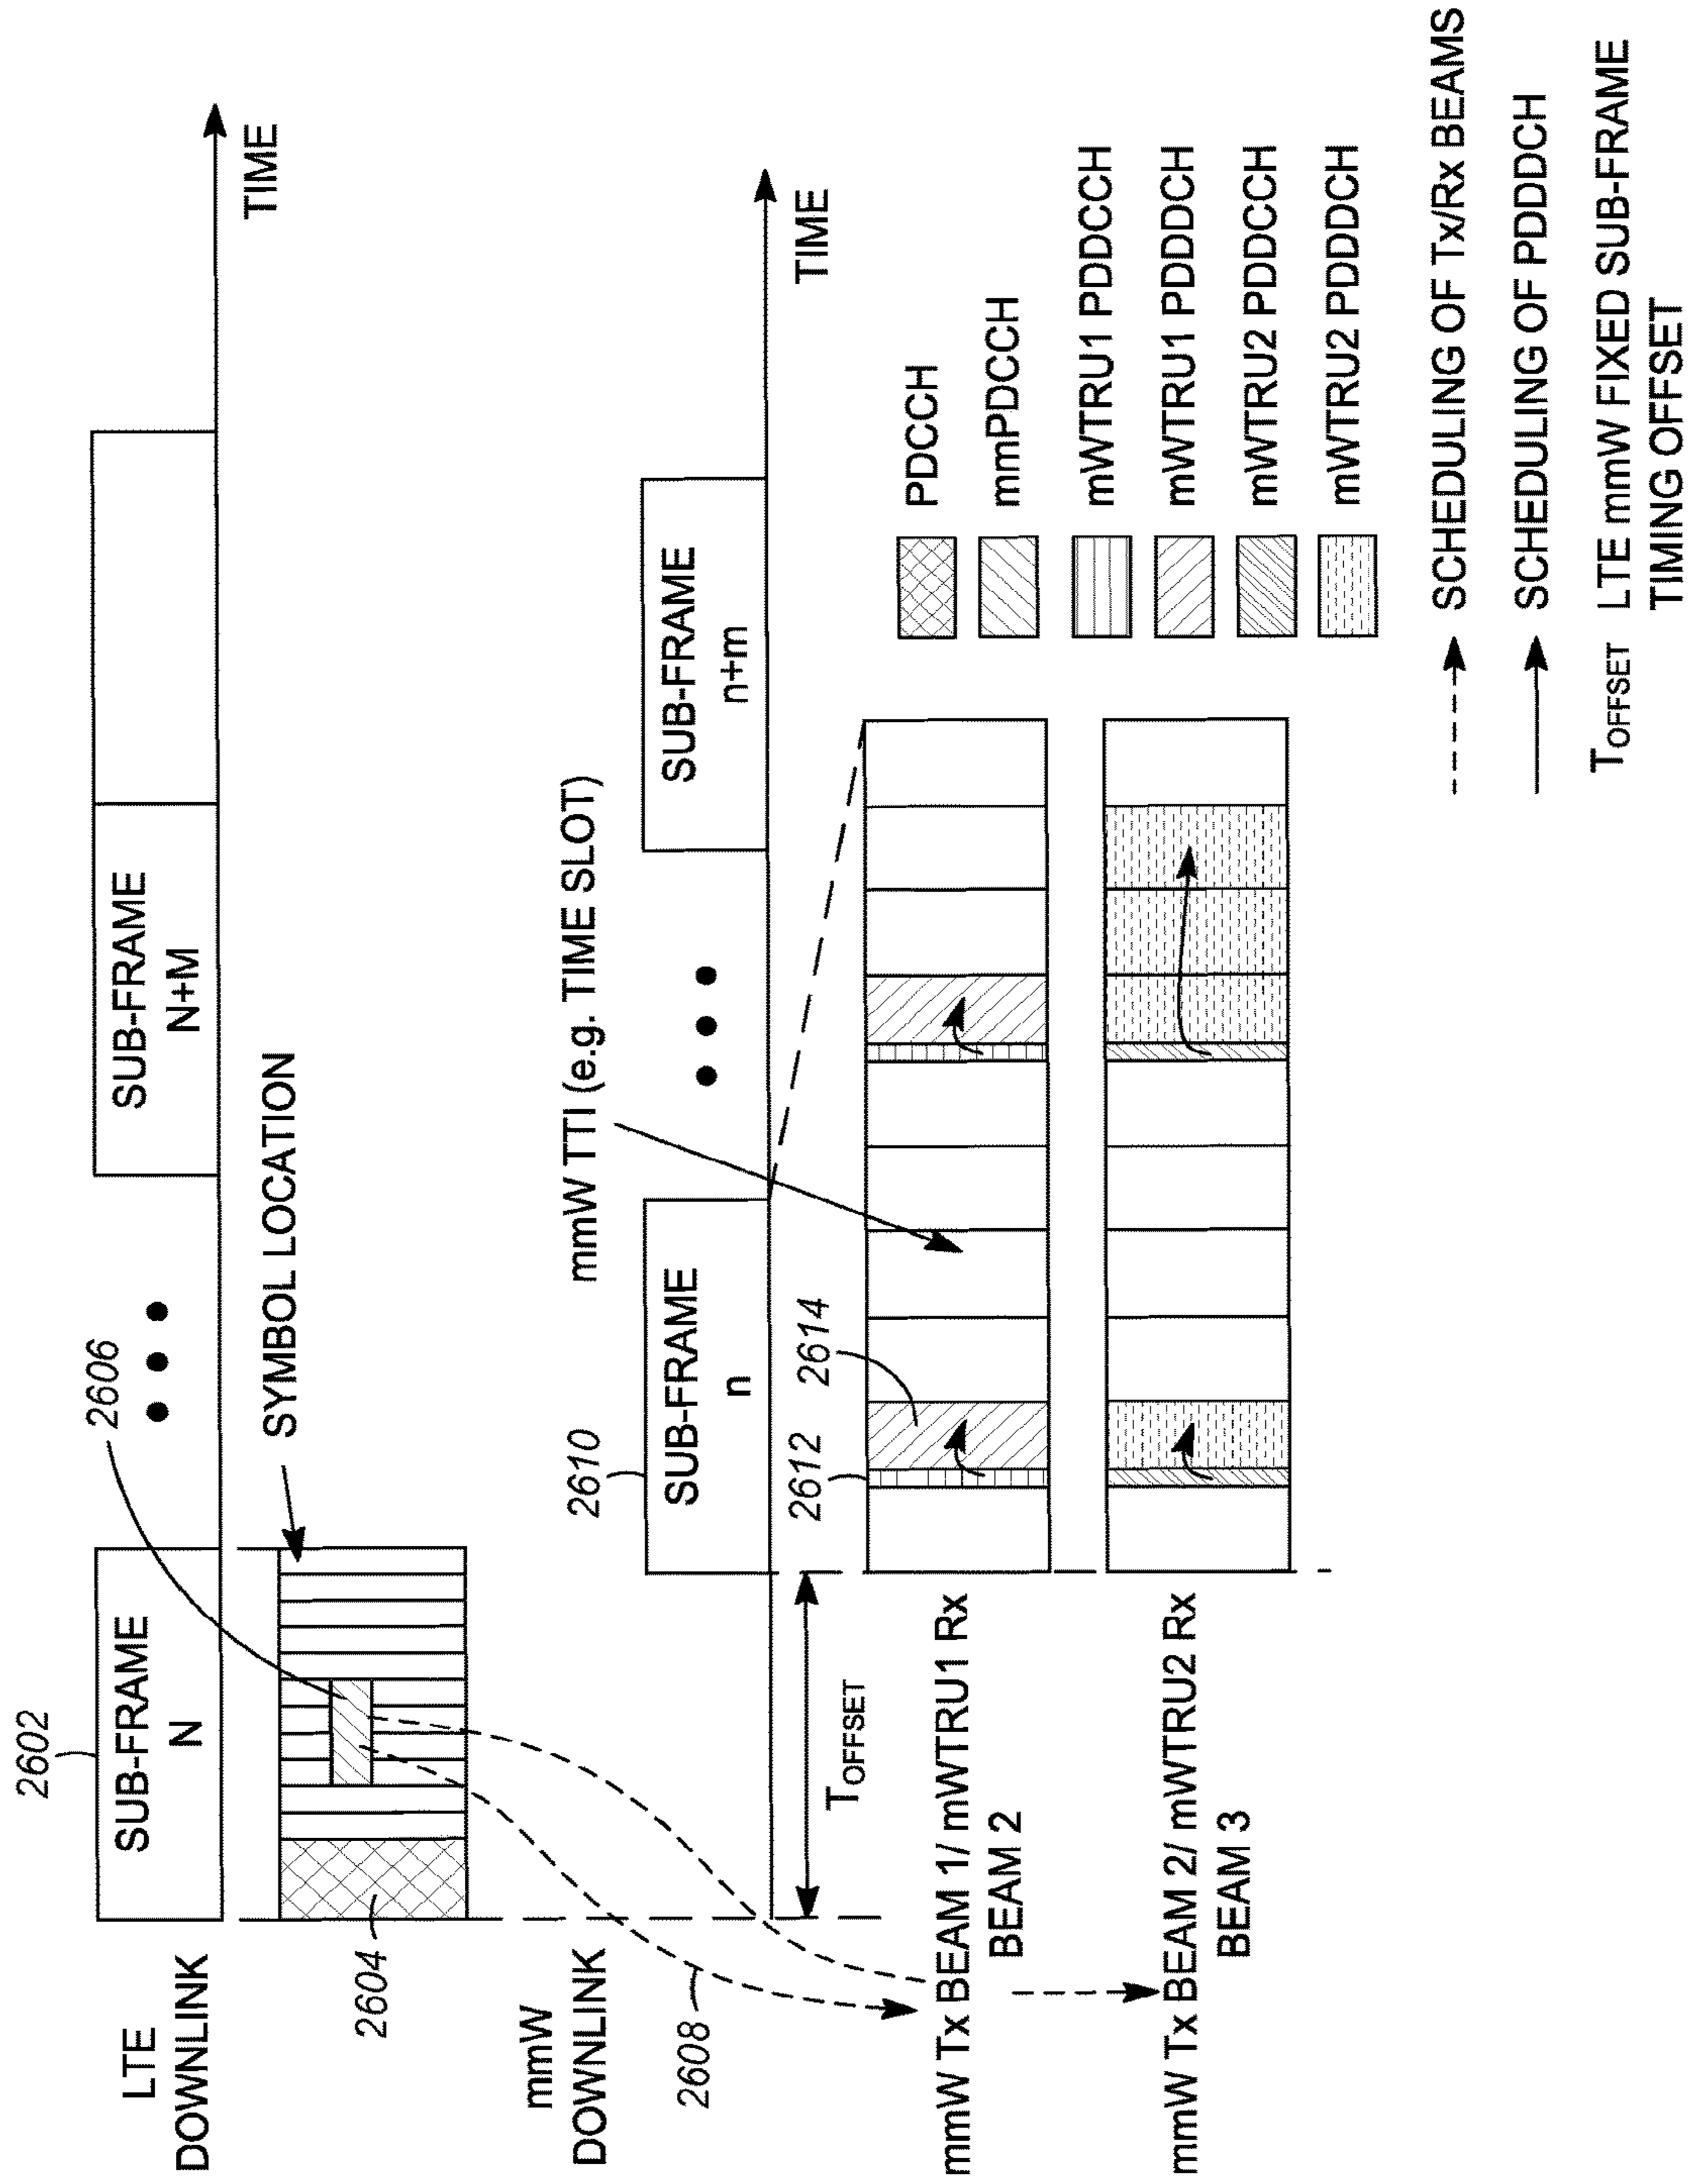 2602
LTE
DOWNLINK
SUB-FRAME
N
2606
SUB-FRAME
N+M
TIME
SYMBOL LOCATION
2604
2608
mmW
DOWNLINK
2610
SUB-FRAME
n
SUB-FRAME
n+m
TIME
mmW TTI (e.g. TIME SLOT)
TOFFSET
2612
2614
mmW Tx BEAM 1/ mWTRU1 Rx
BEAM 2
mmW Tx BEAM 2/ mWTRU2 Rx
BEAM 3
PDCCH
mmPDCCH
mWTRU1 PDDCCH
mWTRU1 PDDDCH
mWTRU2 PDDCCH
mWTRU2 PDDDCH
SCHEDULING OF Tx/Rx BEAMS
SCHEDULING OF PDDDCH
TOFFSET LTE mmW FIXED SUB-FRAME
TIMING OFFSET